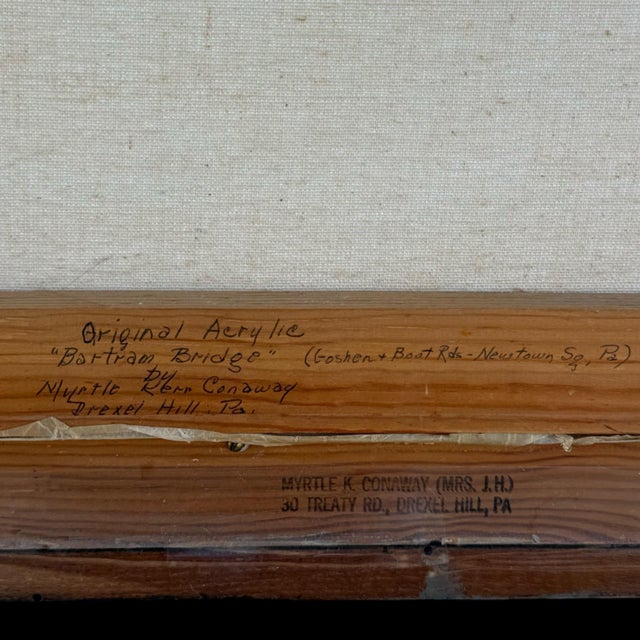 Original Acrylic
"Bartram Bridge" (Goshen + Boot Rds - Newtown Sq, Pa)
by
Myrtle Kerr Conaway
Drexel Hill. Pa.
MYRTLE K. CONAWAY (MRS. J.H.)
30 TREATY RD., DREXEL HILL, PA